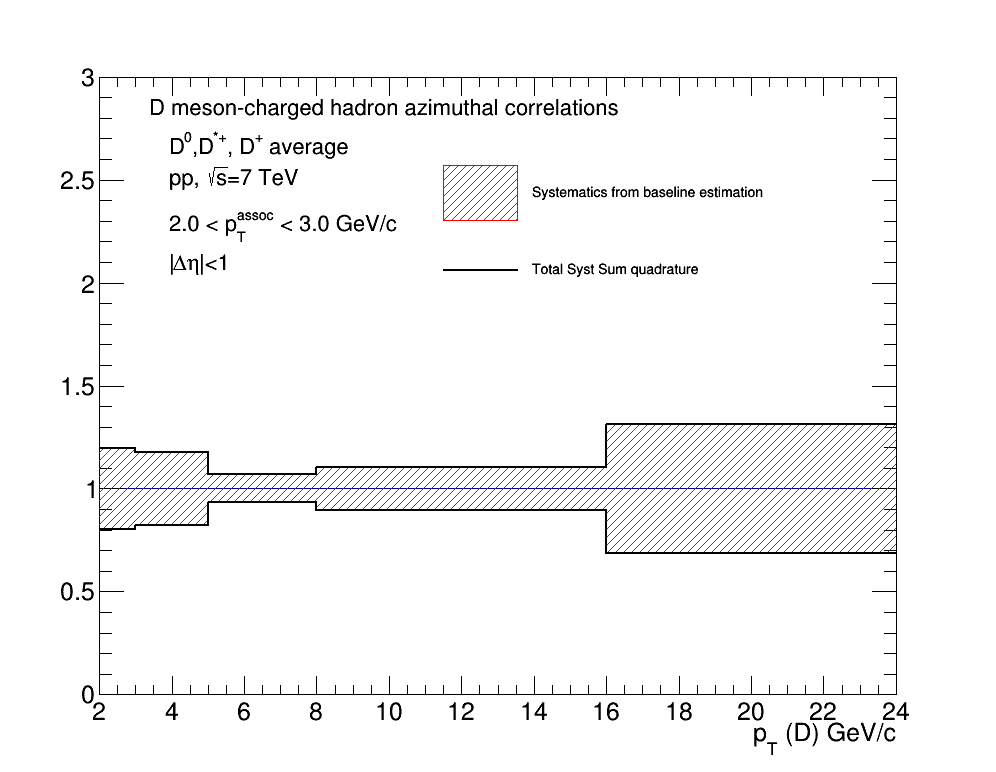 D meson-charged hadron azimuthal correlations
D⁰,D*⁺, D⁺ average
pp, √s=7 TeV
2.0 < p_T^assoc < 3.0 GeV/c
|Δη|<1
Systematics from baseline estimation
Total Syst Sum quadrature
3
2.5
2
1.5
1
0.5
0
2 4 6 8 10 12 14 16 18 20 22 24
p_T (D) GeV/c